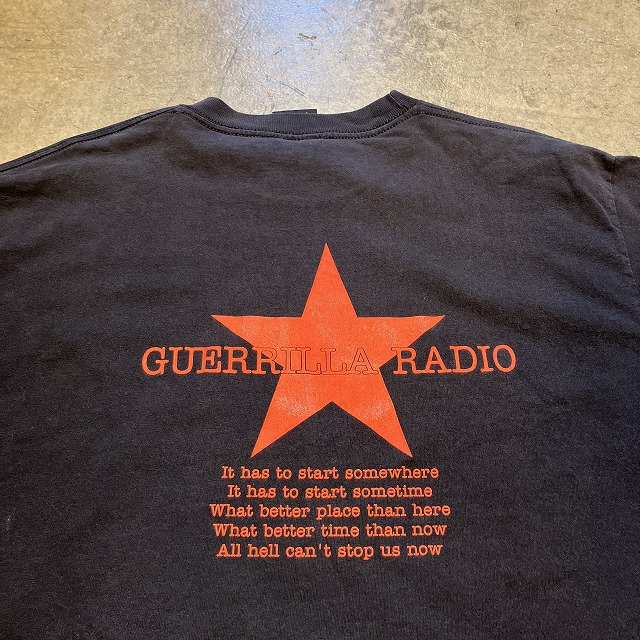 GUERRILLA RADIO
It has to start somewhere
It has to start sometime
What better place than here
What better time than now
All hell can't stop us now